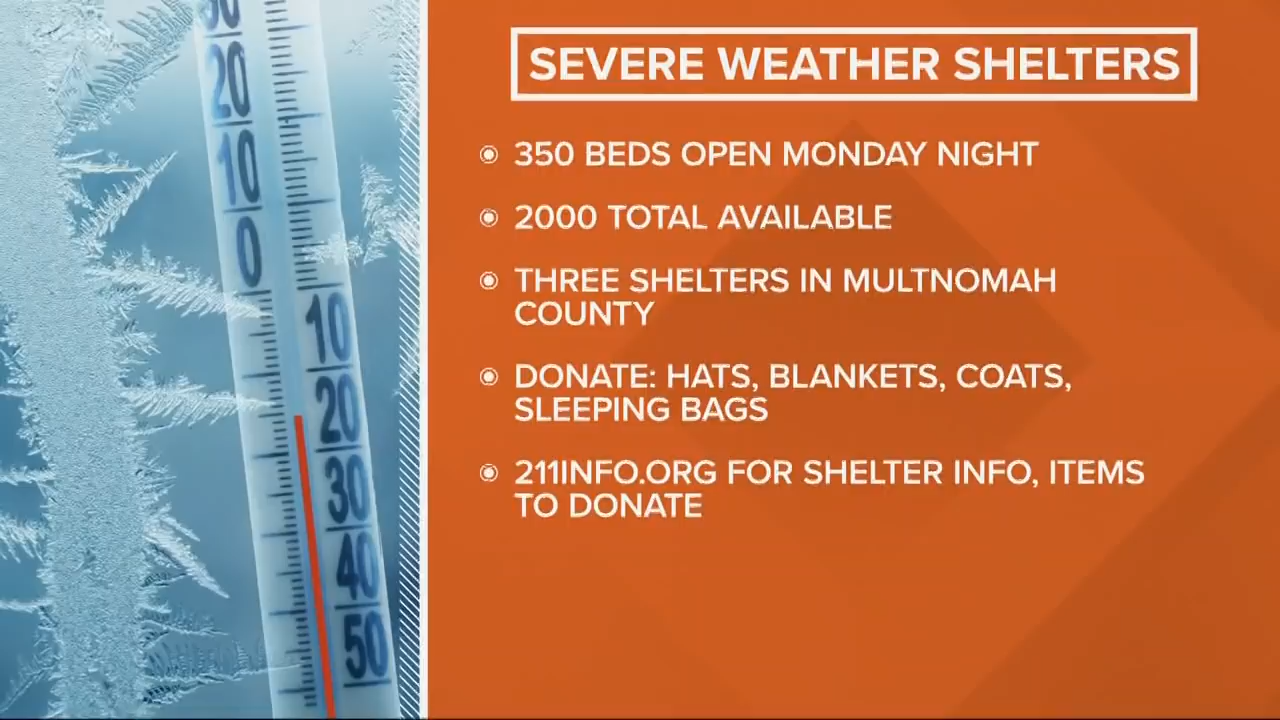 SEVERE WEATHER SHELTERS
350 BEDS OPEN MONDAY NIGHT
2000 TOTAL AVAILABLE
THREE SHELTERS IN MULTNOMAH
COUNTY
DONATE: HATS, BLANKETS, COATS,
SLEEPING BAGS
211INFO.ORG FOR SHELTER INFO, ITEMS
TO DONATE
20
10
0
10
20
30
40
50